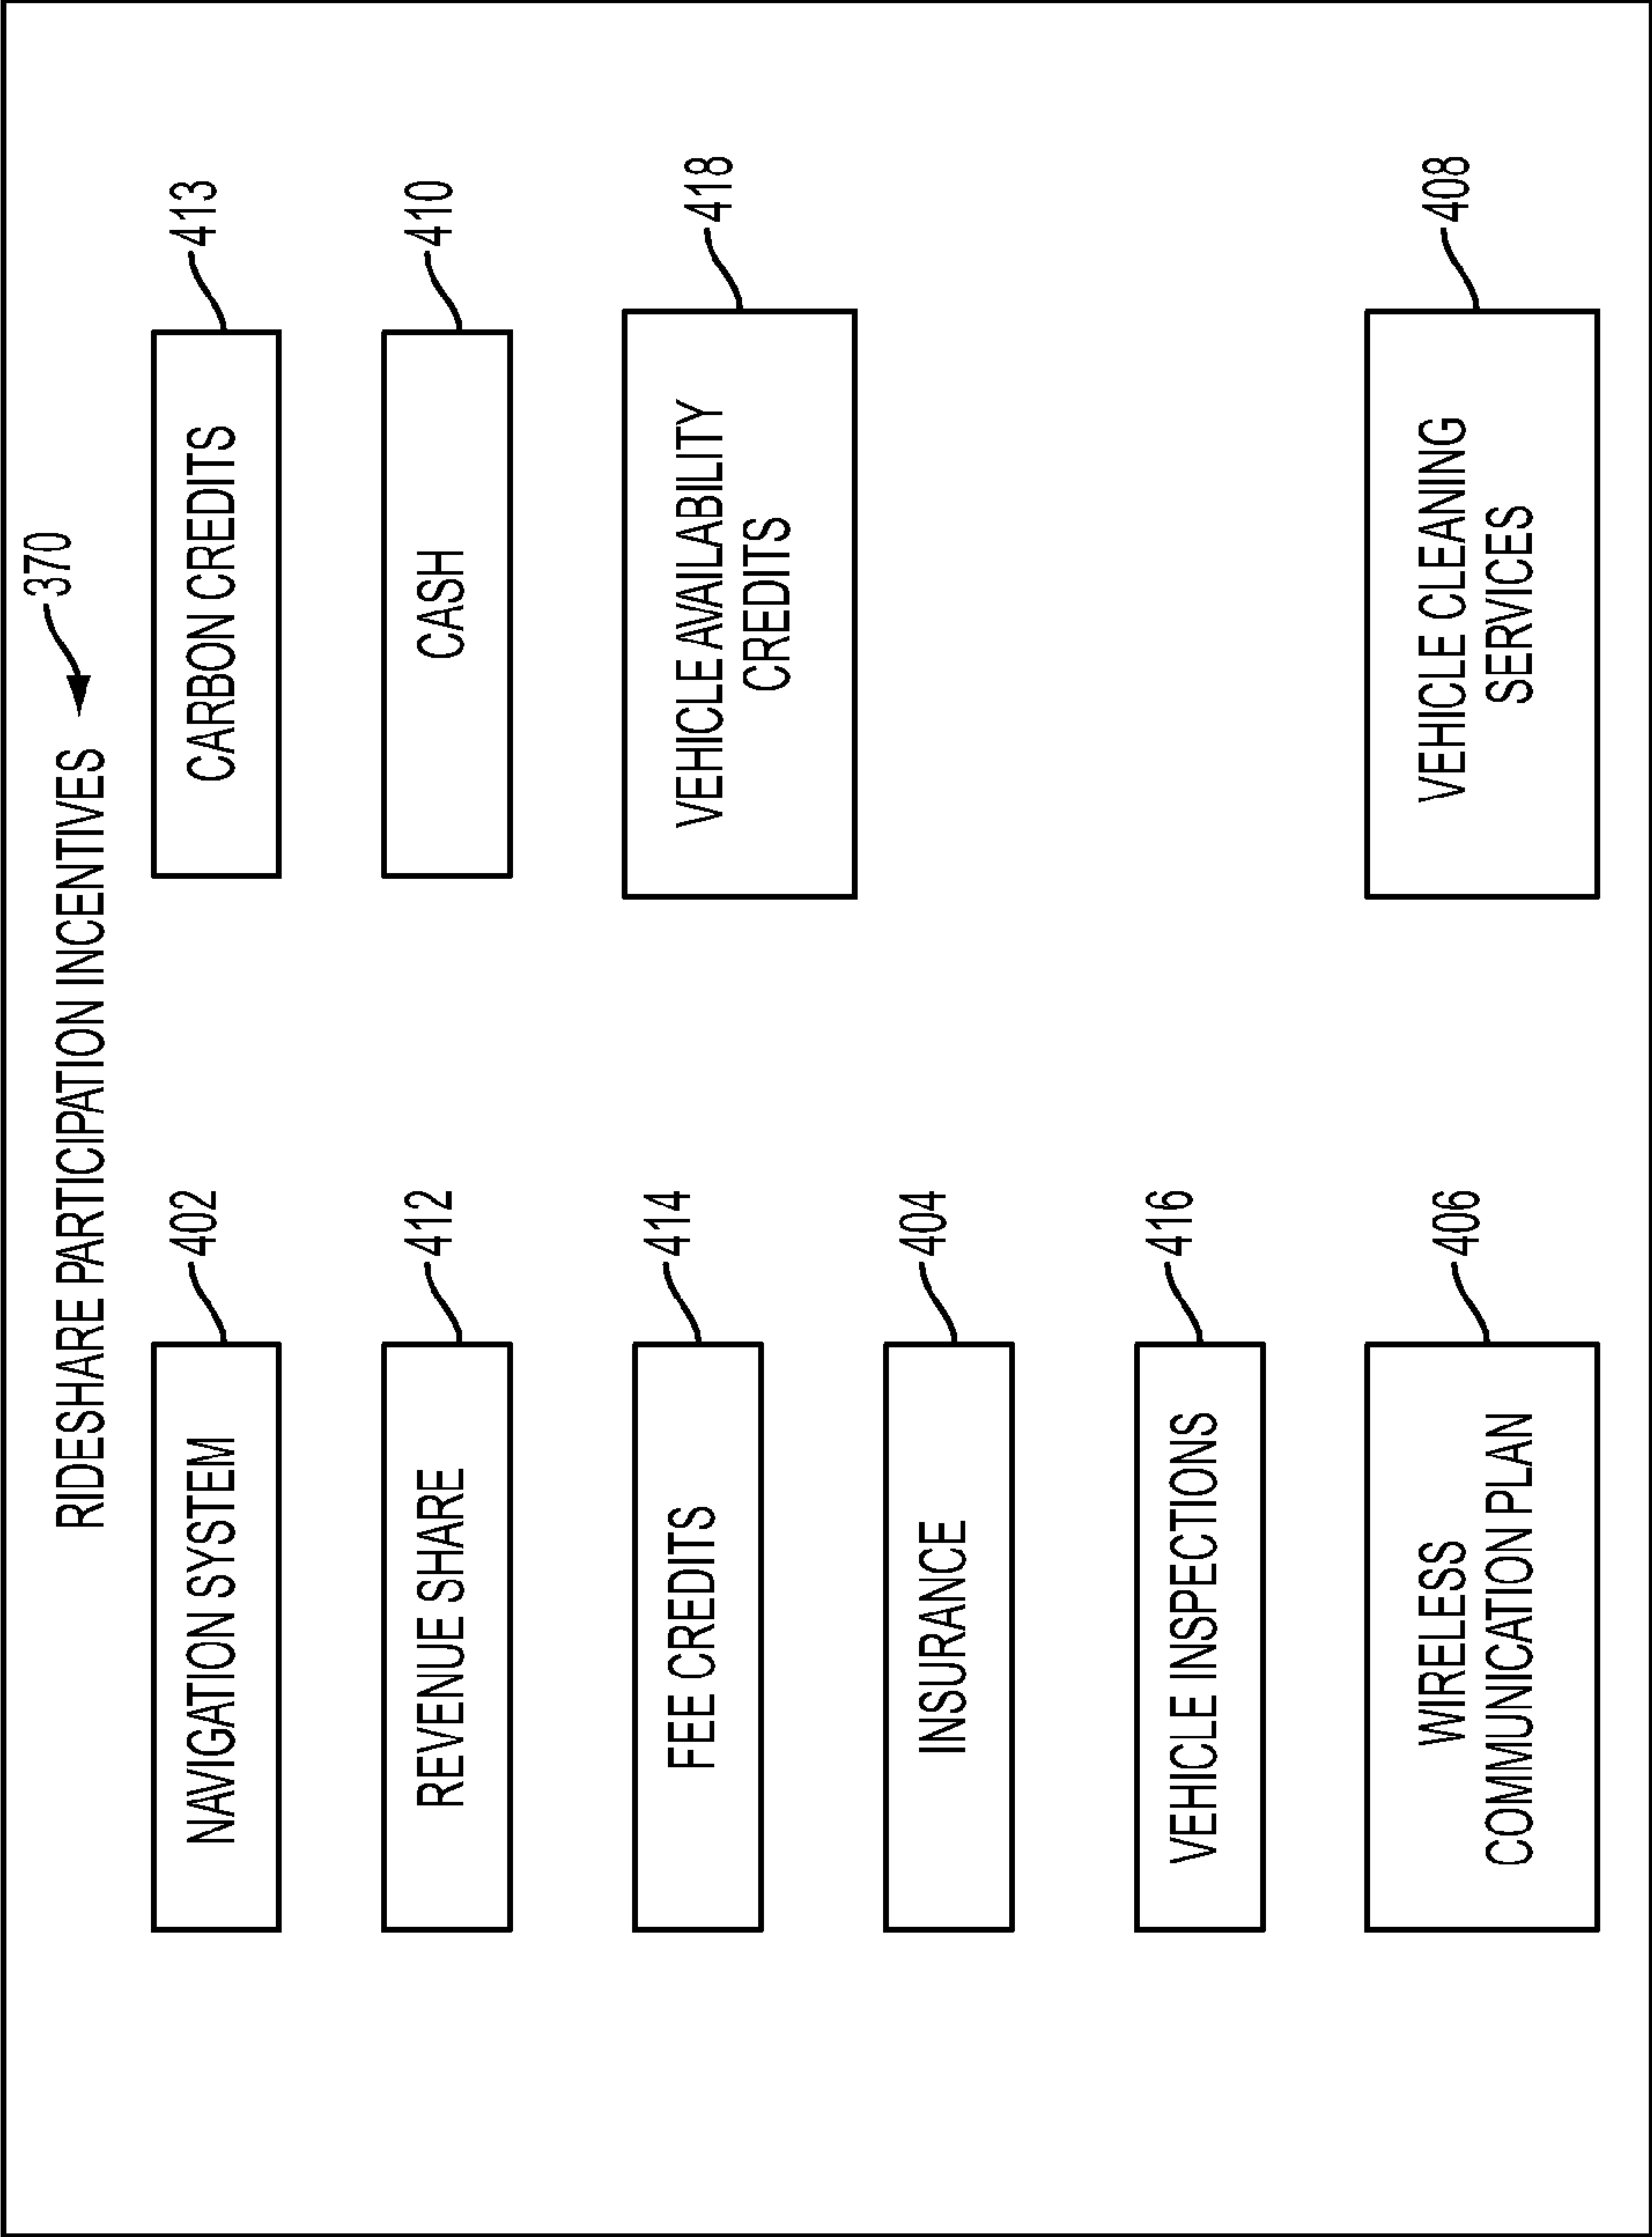 370
RIDESHARE PARTICIPATION INCENTIVES
402
NAVIGATION SYSTEM
413
CARBON CREDITS
412
REVENUE SHARE
410
CASH
414
FEE CREDITS
418
VEHICLE AVAILABILITY
CREDITS
404
INSURANCE
416
VEHICLE INSPECTIONS
406
WIRELESS
COMMUNICATION PLAN
408
VEHICLE CLEANING
SERVICES